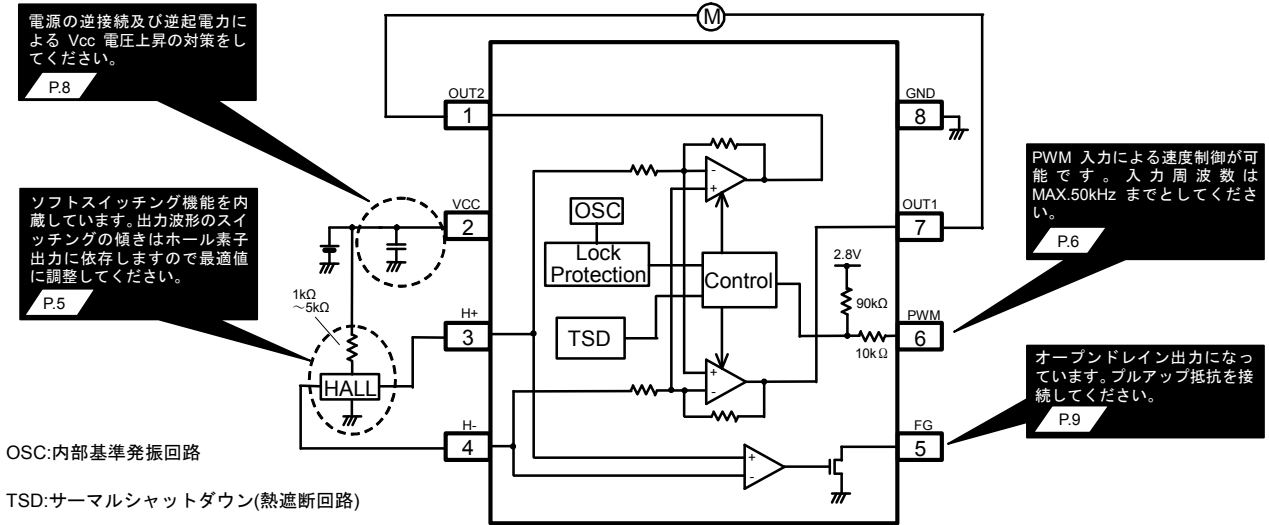 電源の逆接続及び逆起電力に
よる Vcc 電圧上昇の対策をし
てください。
P.8
ソフトスイッチング機能を内
蔵しています。出力波形のスイ
ッチングの傾きはホール素子
出力に依存しますので最適値
に調整してください。
P.5
M
OUT2
1
VCC
2
1kΩ
～5kΩ
H+
3
HALL
H-
4
OSC
Lock
Protection
TSD
Control
-
+
+
-
+
-
2.8V
90kΩ
10kΩ
GND
8
OUT1
7
PWM
6
FG
5
PWM 入力による速度制御が可
能です。入力周波数は
MAX.50kHz までとしてくださ
い。
P.6
オープンドレイン出力になっ
ています。プルアップ抵抗を接
続してください。
P.9
OSC:内部基準発振回路
TSD:サーマルシャットダウン(熱遮断回路)